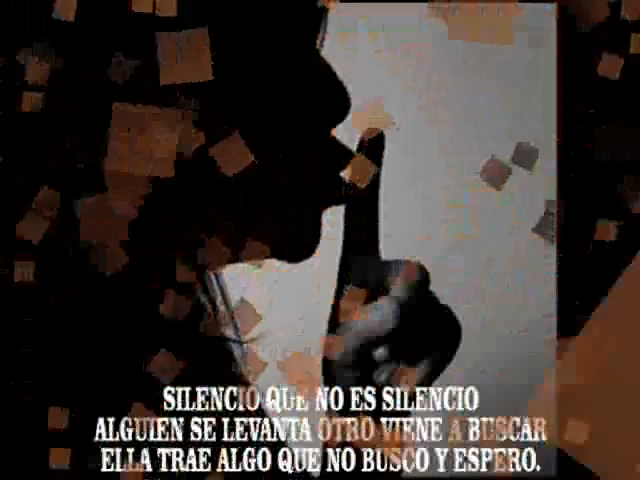 SILENCIO QUE NO ES SILENCIO
ALGUIEN SE LEVANTA OTRO VIENE A BUSCAR
ELLA TRAE ALGO QUE NO BUSCO Y ESPERO.